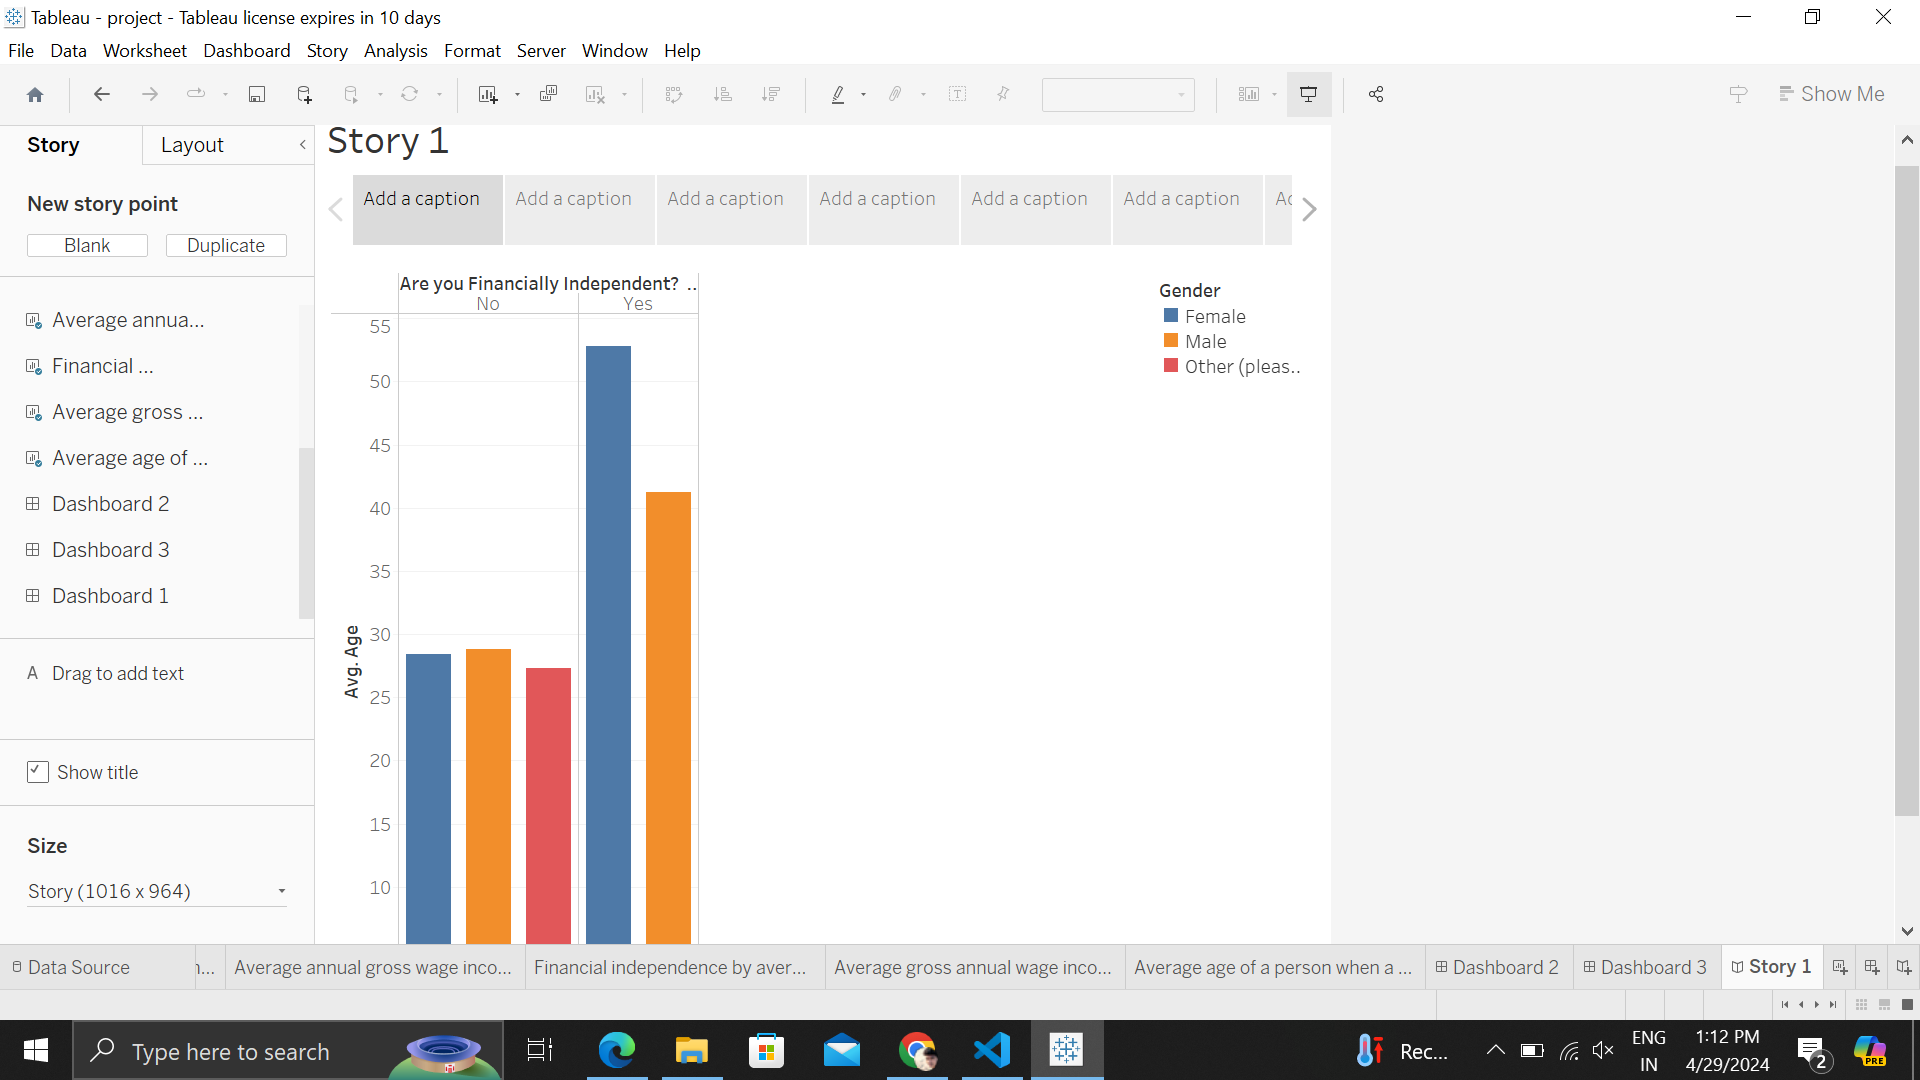 Tableau - project - Tableau license expires in 10 days
File Data Worksheet Dashboard Story Analysis Format Server Window Help
Show Me
Story
Layout
New story point
Blank
Duplicate
Average annua...
Financial ...
Average gross ...
Average age of ...
Dashboard 2
Dashboard 3
Dashboard 1
A Drag to add text
Show title
Size
Story (1016 x 964)
Story 1
Add a caption
Add a caption
Add a caption
Add a caption
Add a caption
Add a caption
Are you Financially Independent? ..
No
Yes
55
50
45
40
35
30
25
20
15
10
Avg. Age
Gender
Female
Male
Other (pleas..
Data Source
Average annual gross wage inco...
Financial independence by aver...
Average gross annual wage inco...
Average age of a person when a ...
Dashboard 2
Dashboard 3
Story 1
Type here to search
Rec...
ENG
IN
1:12 PM
4/29/2024
2
PRE